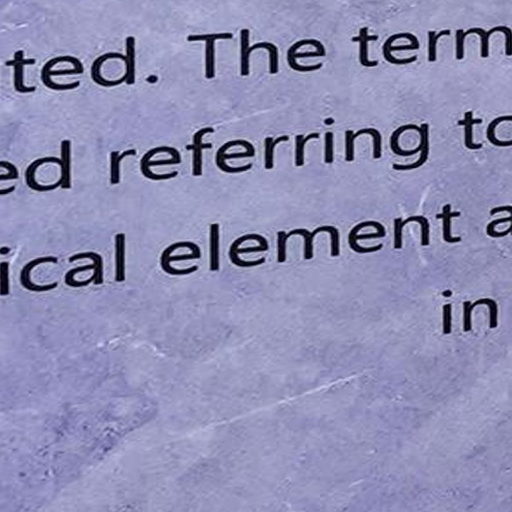 ted. The term
ed referring to
ical element a
in